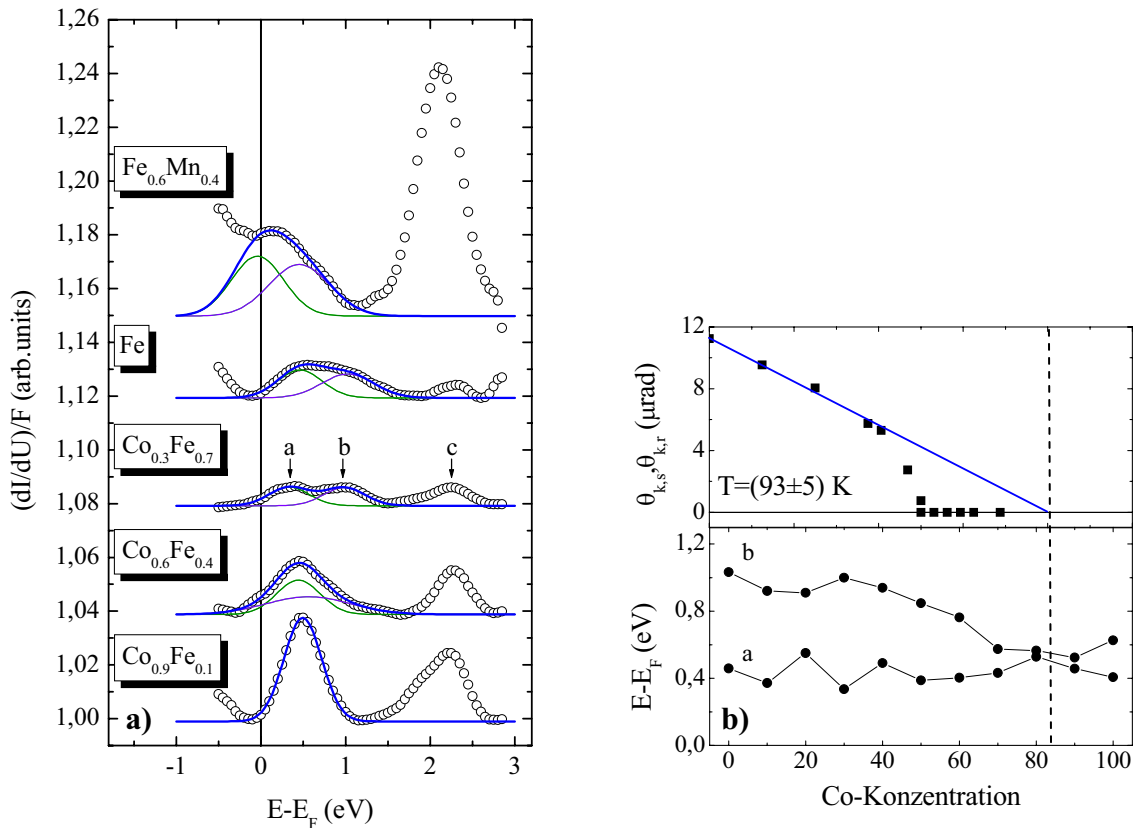 1,26
1,24
1,22
1,20
1,18
1,16
1,14
1,12
1,10
1,08
1,06
1,04
1,02
1,00
(dI/dU)/F (arb.units)
Fe0.6Mn0.4
Fe
Co0.3Fe0.7
a b c
Co0.6Fe0.4
Co0.9Fe0.1
a)
-1 0 1 2 3
E-EF (eV)
12
8
4
0
θk,s,θk,r (μrad)
T=(93±5) K
1,2
0,8
0,4
0,0
E-EF (eV)
b
a
b)
0 20 40 60 80 100
Co-Konzentration